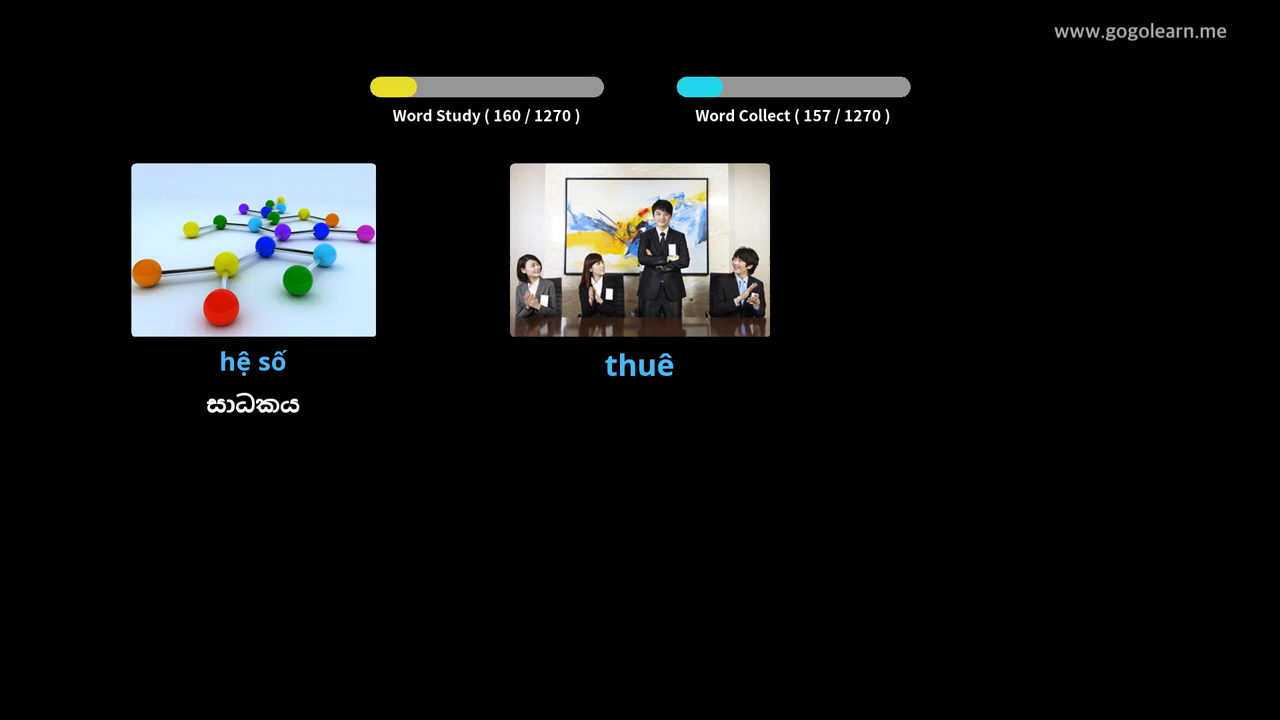 www.gogolearn.me
Word Study ( 160 / 1270 )
Word Collect ( 157 / 1270 )
hệ số
සාධකය
thuê